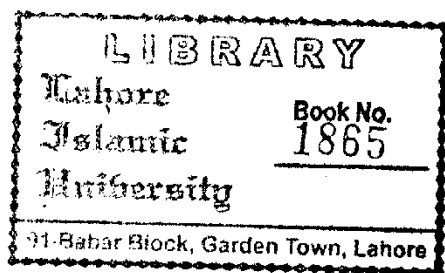 LIBRARY
Lahore
Islamic
University
Book No.
1865
91-Babar Block, Garden Town, Lahore